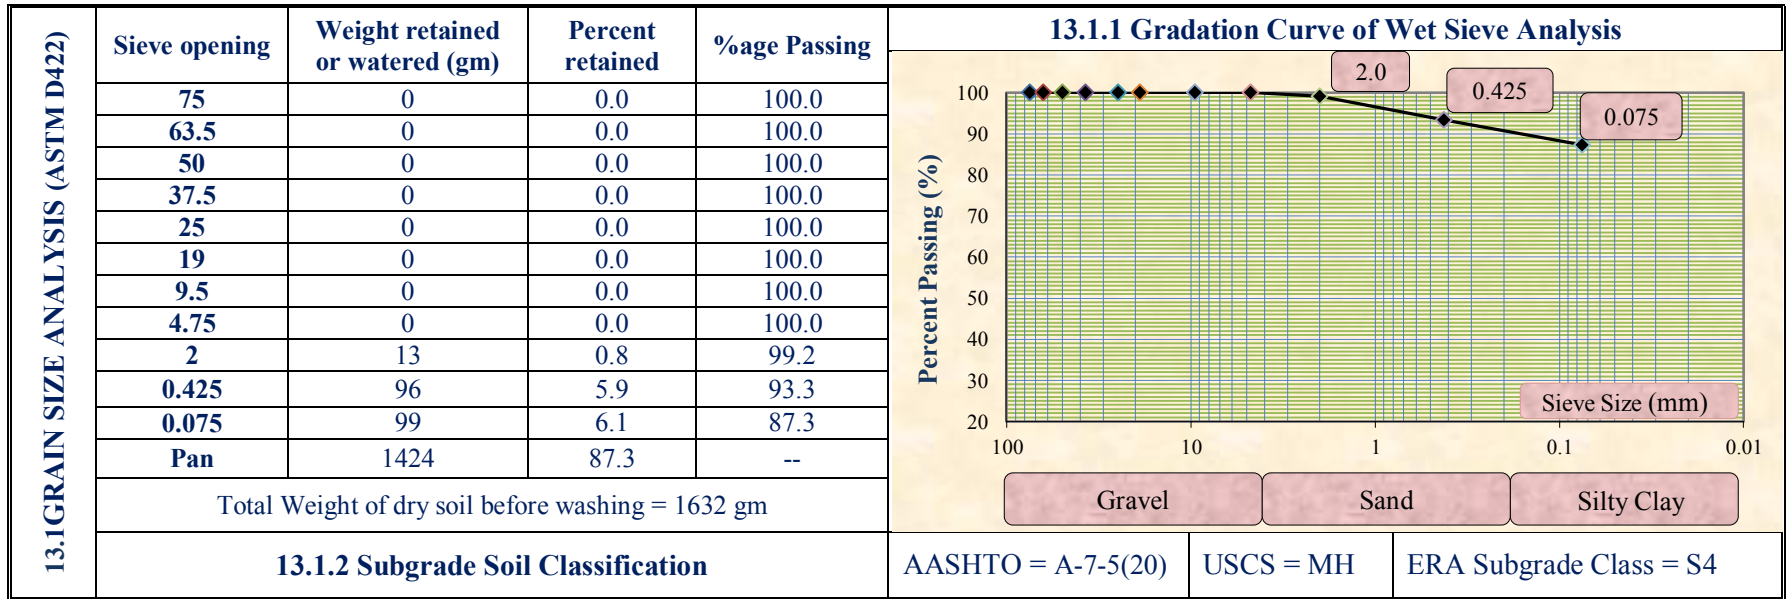 13.1GRAIN SIZE ANALYSIS (ASTM D422)
Sieve opening Weight retained or watered (gm) Percent retained %age Passing
75 0 0.0 100.0
63.5 0 0.0 100.0
50 0 0.0 100.0
37.5 0 0.0 100.0
25 0 0.0 100.0
19 0 0.0 100.0
9.5 0 0.0 100.0
4.75 0 0.0 100.0
2 13 0.8 99.2
0.425 96 5.9 93.3
0.075 99 6.1 87.3
Pan 1424 87.3 --
Total Weight of dry soil before washing = 1632 gm
13.1.1 Gradation Curve of Wet Sieve Analysis
2.0
0.425
0.075
Percent Passing (%)
100
90
80
70
60
50
40
30
20
Sieve Size (mm)
100 10 1 0.1 0.01
Gravel Sand Silty Clay
13.1.2 Subgrade Soil Classification AASHTO = A-7-5(20) USCS = MH ERA Subgrade Class = S4